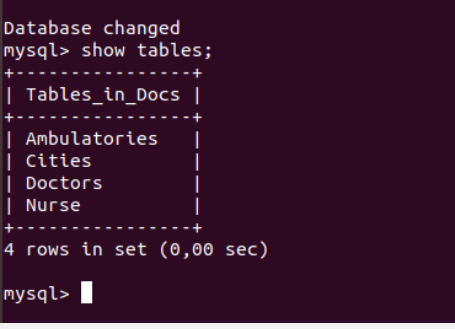 Database changed
mysql> show tables;
+----------------+
| Tables_in_Docs |
+----------------+
| Ambulatories   |
| Cities         |
| Doctors        |
| Nurse          |
+----------------+
4 rows in set (0,00 sec)
mysql>